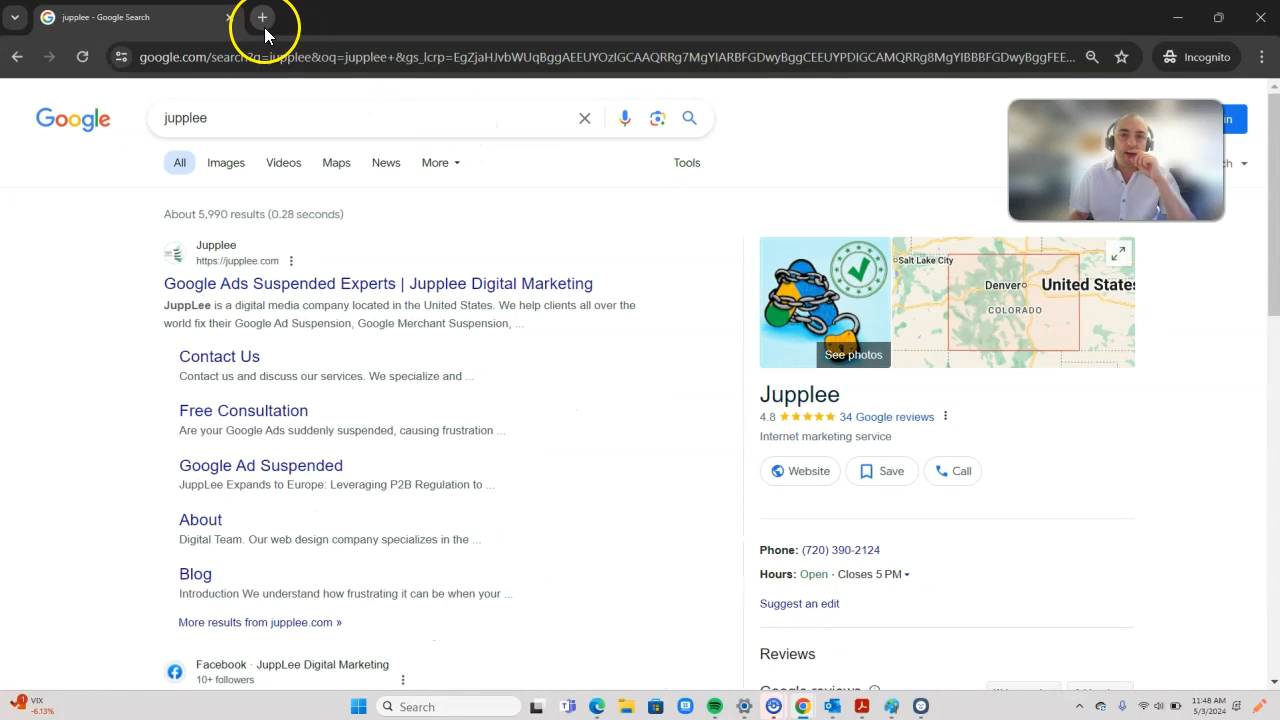 jupplee - Google Search
google.com/search?q=jupplee&oq=jupplee+&gs_lcrp=EgZjaHJvbWUqBggAEEUYOzIGCAAQRRg7MgYIARBFGDwyBggCEEUYPDIGCAMQRRg8MgYIBBBFGDwyBggFEE...
Incognito
Google
jupplee
All
Images
Videos
Maps
News
More
Tools
in
ch
About 5,990 results (0.28 seconds)
Jupplee
https://jupplee.com
Google Ads Suspended Experts | Jupplee Digital Marketing
JuppLee is a digital media company located in the United States. We help clients all over the
world fix their Google Ad Suspension, Google Merchant Suspension, ...
Contact Us
Contact us and discuss our services. We specialize and ...
Free Consultation
Are your Google Ads suddenly suspended, causing frustration ...
Google Ad Suspended
JuppLee Expands to Europe: Leveraging P2B Regulation to ...
About
Digital Team. Our web design company specializes in the ...
Blog
Introduction We understand how frustrating it can be when your ...
More results from jupplee.com »
Facebook · JuppLee Digital Marketing
10+ followers
See photos
Salt Lake City
Denver
United States
COLORADO
Jupplee
4.8
34 Google reviews
Internet marketing service
Website
Save
Call
Phone: (720) 390-2124
Hours: Open · Closes 5 PM
Suggest an edit
Reviews
Google reviews
1
VIX
-6.13%
Search
11:48 AM
5/3/2024